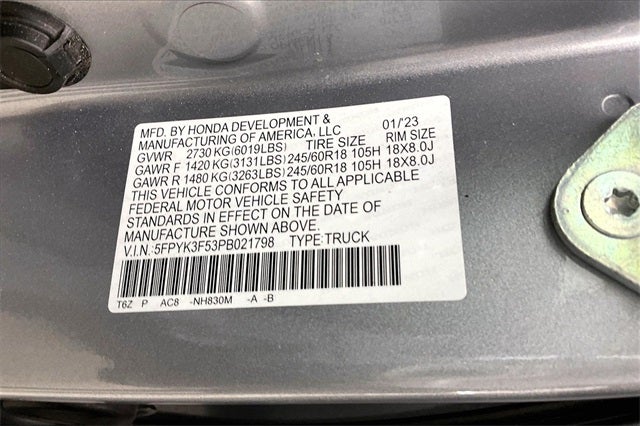 MFD. BY HONDA DEVELOPMENT &
MANUFACTURING OF AMERICA, LLC 01/'23
GVWR 2730 KG(6019LBS) TIRE SIZE RIM SIZE
GAWR F 1420 KG(3131LBS) 245/60R18 105H 18X8.0J
GAWR R 1480 KG(3263LBS) 245/60R18 105H 18X8.0J
THIS VEHICLE CONFORMS TO ALL APPLICABLE
FEDERAL MOTOR VEHICLE SAFETY
STANDARDS IN EFFECT ON THE DATE OF
MANUFACTURE SHOWN ABOVE.
V.I.N.:5FPYK3F53PB021798 TYPE:TRUCK
T6Z P AC8 -NH830M -A -B